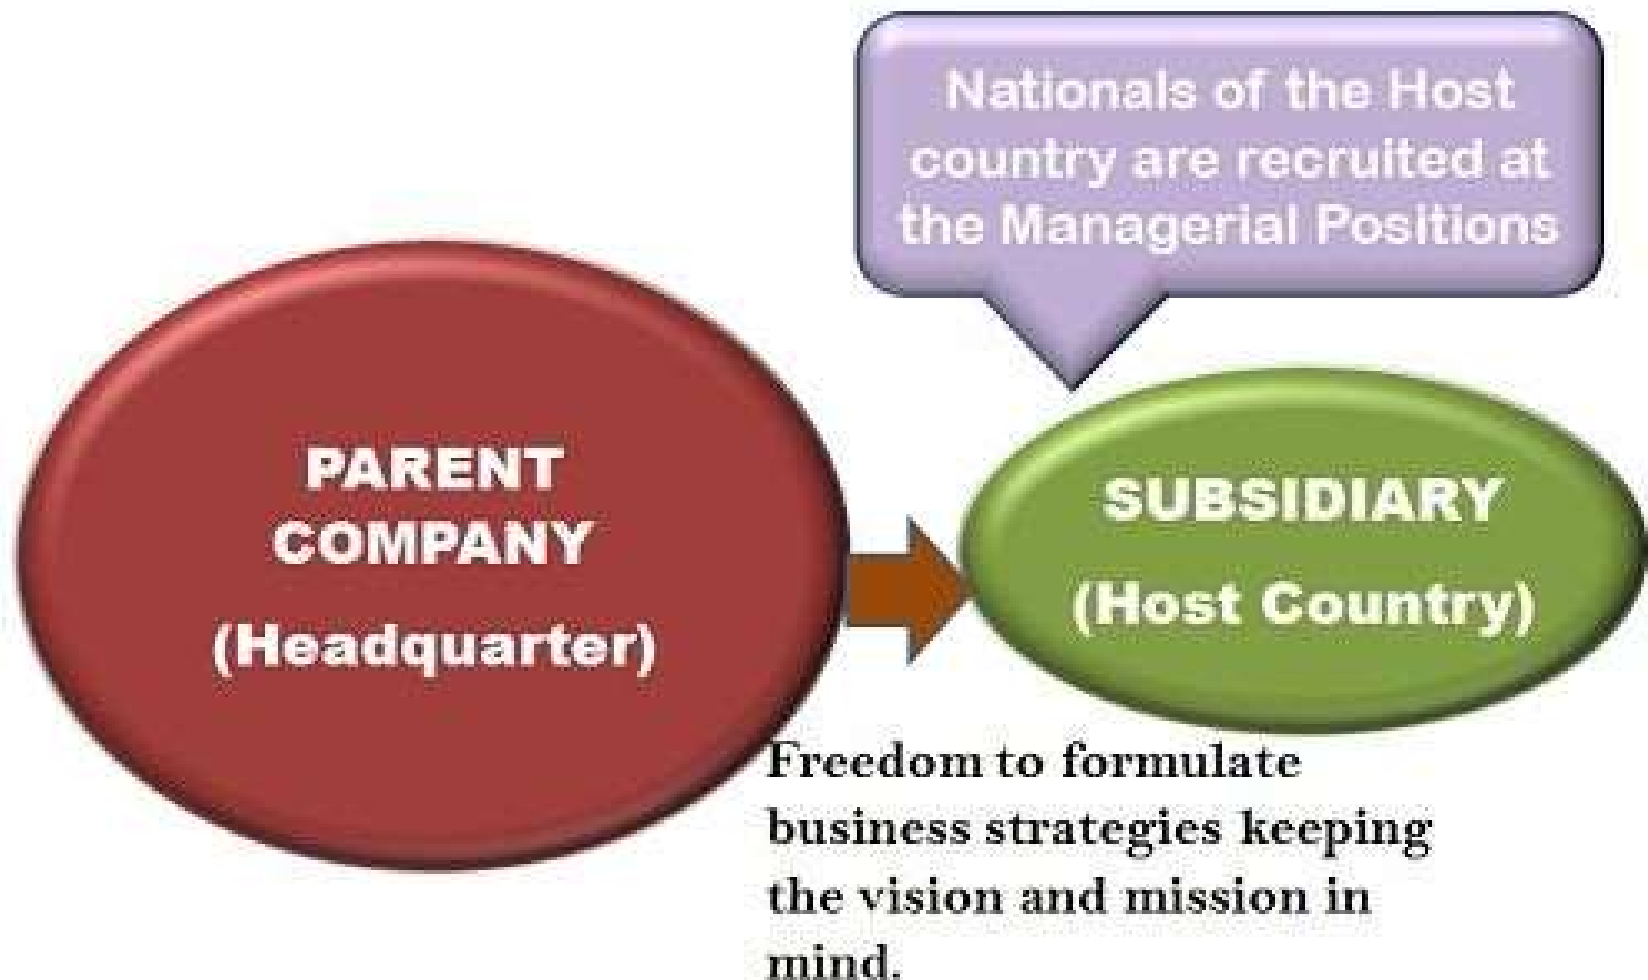 Nationals of the Host
country are recruited at
the Managerial Positions
PARENT
COMPANY
(Headquarter)
SUBSIDIARY
(Host Country)
Freedom to formulate
business strategies keeping
the vision and mission in
mind.